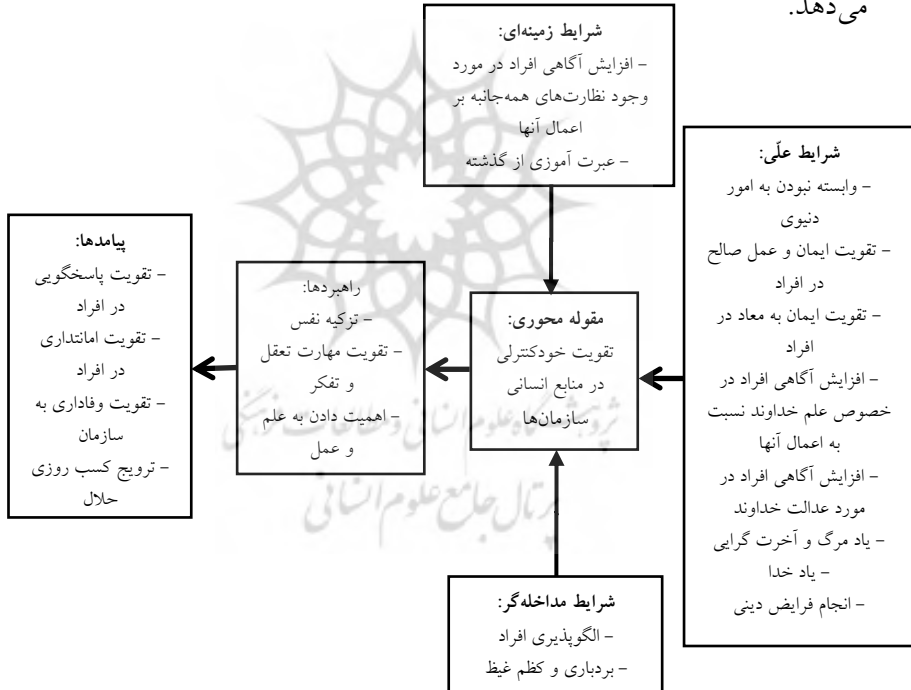 می‌دهد.
شرایط زمینه‌ای:
- افزایش آگاهی افراد در مورد
وجود نظارت‌های همه‌جانبه بر
اعمال آنها
- عبرت آموزی از گذشته
شرایط علّی:
- وابسته نبودن به امور
دنیوی
- تقویت ایمان و عمل صالح
در افراد
- تقویت ایمان به معاد در
افراد
- افزایش آگاهی افراد در
خصوص علم خداوند نسبت
به اعمال آنها
- افزایش آگاهی افراد در
مورد عدالت خداوند
- یاد مرگ و آخرت گرایی
- یاد خدا
- انجام فرایض دینی
مقوله محوری:
تقویت خودکنترلی
در منابع انسانی
سازمان‌ها
راهبردها:
- تزکیه نفس
- تقویت مهارت تعقل
و تفکر
- اهمیت دادن به علم
و عمل
پیامدها:
- تقویت پاسخگویی
در افراد
- تقویت امانتداری
در افراد
- تقویت وفاداری به
سازمان
- ترویج کسب روزی
حلال
شرایط مداخله‌گر:
- الگوپذیری افراد
- بردباری و کظم غیظ
پژوهشگاه علوم انسانی و مطالعات فرهنگی
پرتال جامع علوم انسانی